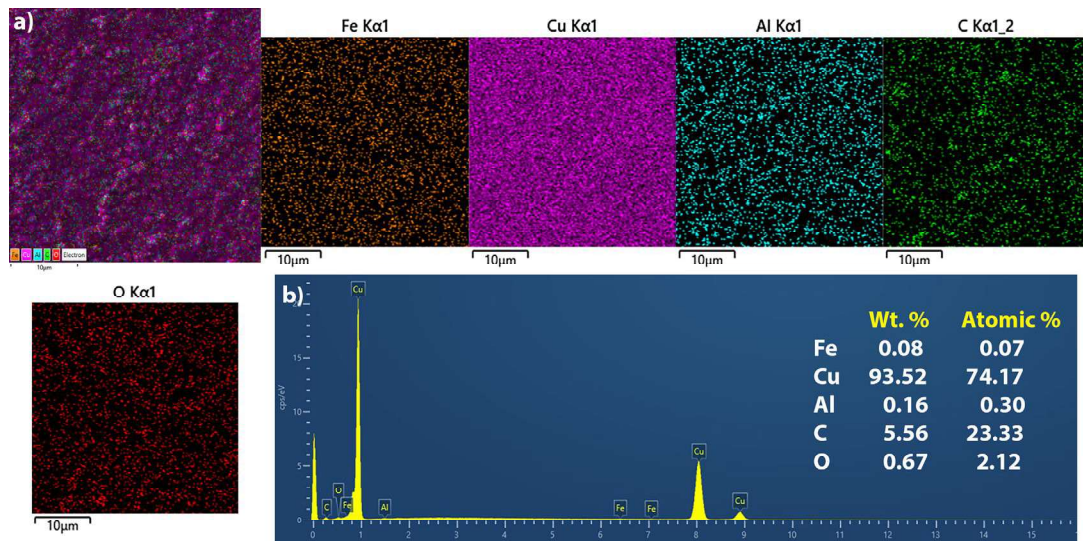 a)
Fe Kα1
Cu Kα1
Al Kα1
C Kα1_2
Fe Cu Al C O Electron
10μm
10μm
10μm
10μm
10μm
O Kα1
10μm
b)
Wt. % Atomic %
Fe 0.08 0.07
Cu 93.52 74.17
Al 0.16 0.30
C 5.56 23.33
O 0.67 2.12
cps/eV
15
10
5
0
Cu
C
O
Fe
Al
Fe
Fe
Cu
Cu
0 1 2 3 4 5 6 7 8 9 10 11 12 13 14 15